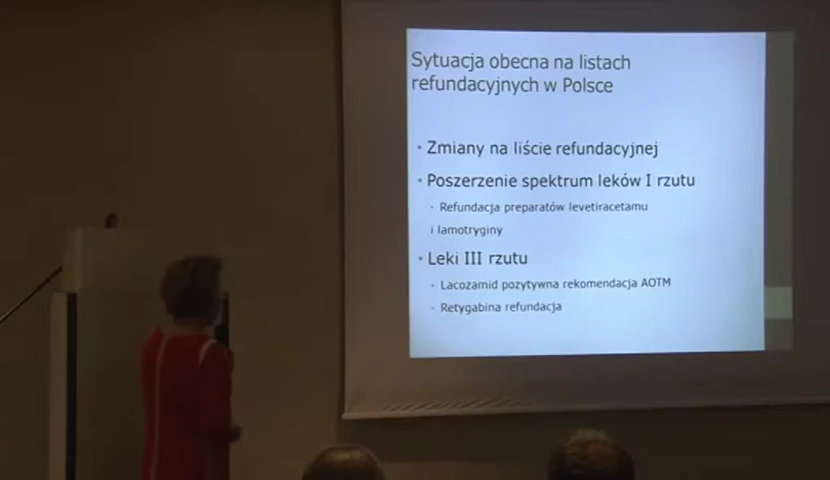 Sytuacja obecna na listach
refundacyjnych w Polsce
• Zmiany na liście refundacyjnej
• Poszerzenie spektrum leków I rzutu
• Refundacja preparatów levetiracetamu
i lamotryginy
• Leki III rzutu
• Lacozamid pozytywna rekomendacja AOTM
• Retygabina refundacja